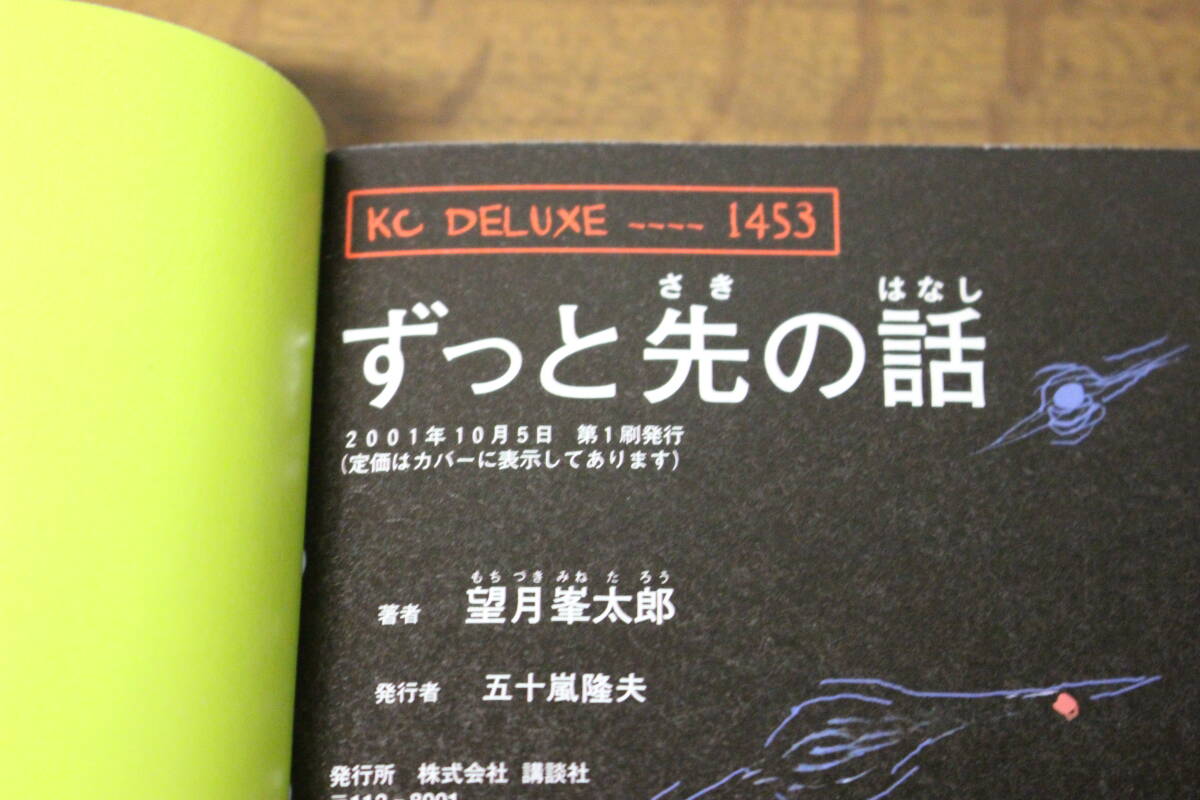 KC DELUXE ---- 1453
さき はなし
ずっと先の話
2001年10月5日 第1刷発行
(定価はカバーに表示してあります)
もちづきみねたろう
著者 望月峯太郎
発行者 五十嵐隆夫
発行所 株式会社 講談社